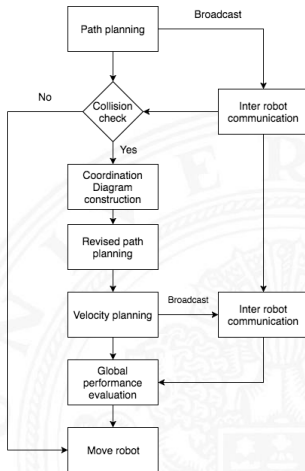 Path planning
Broadcast
No
Collision
check
Inter robot
communication
Yes
Coordination
Diagram
construction
Revised path
planning
Velocity planning
Broadcast
Inter robot
communication
Global
performance
evaluation
Move robot